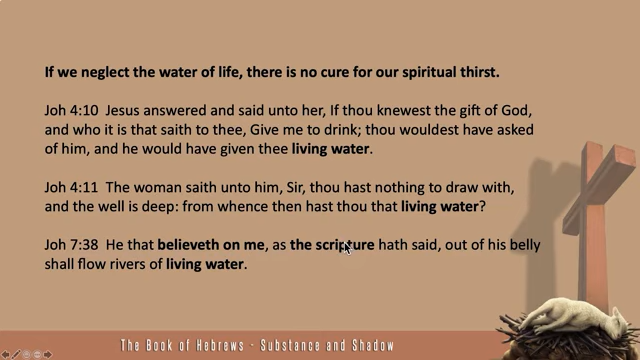 If we neglect the water of life, there is no cure for our spiritual thirst.
Joh 4:10  Jesus answered and said unto her, If thou knewest the gift of God,
and who it is that saith to thee, Give me to drink; thou wouldest have asked
of him, and he would have given thee living water.
Joh 4:11  The woman saith unto him, Sir, thou hast nothing to draw with,
and the well is deep: from whence then hast thou that living water?
Joh 7:38  He that believeth on me, as the scripture hath said, out of his belly
shall flow rivers of living water.
The Book of Hebrews - Substance and Shadow